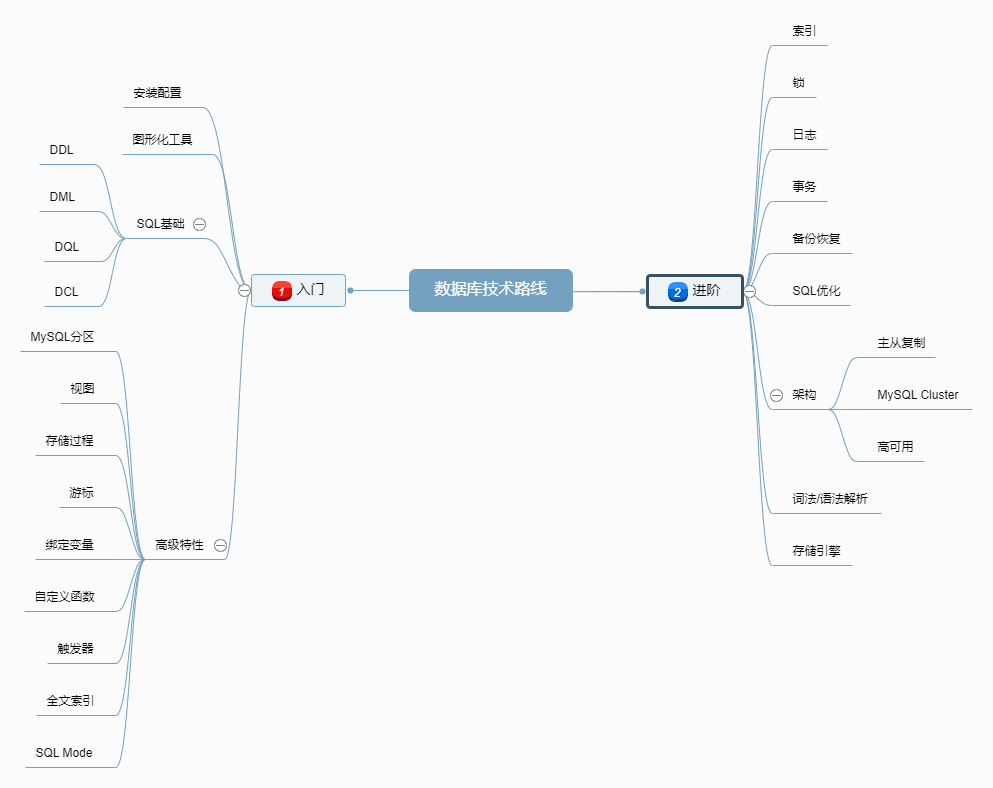 数据库技术路线
1 入门
安装配置
图形化工具
SQL基础
DDL
DML
DQL
DCL
高级特性
MySQL分区
视图
存储过程
游标
绑定变量
自定义函数
触发器
全文索引
SQL Mode
2 进阶
索引
锁
日志
事务
备份恢复
SQL优化
架构
主从复制
MySQL Cluster
高可用
词法/语法解析
存储引擎